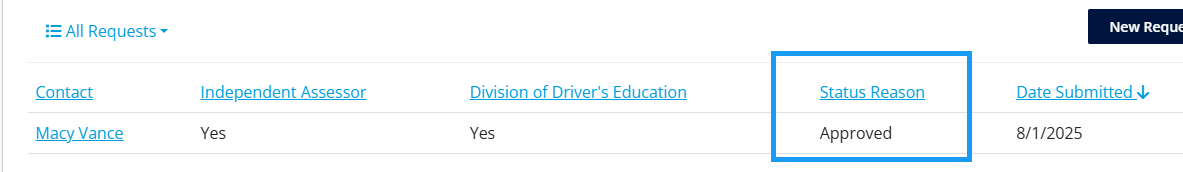 All Requests
New Reque
Contact Independent Assessor Division of Driver's Education Status Reason Date Submitted
Macy Vance Yes Yes Approved 8/1/2025